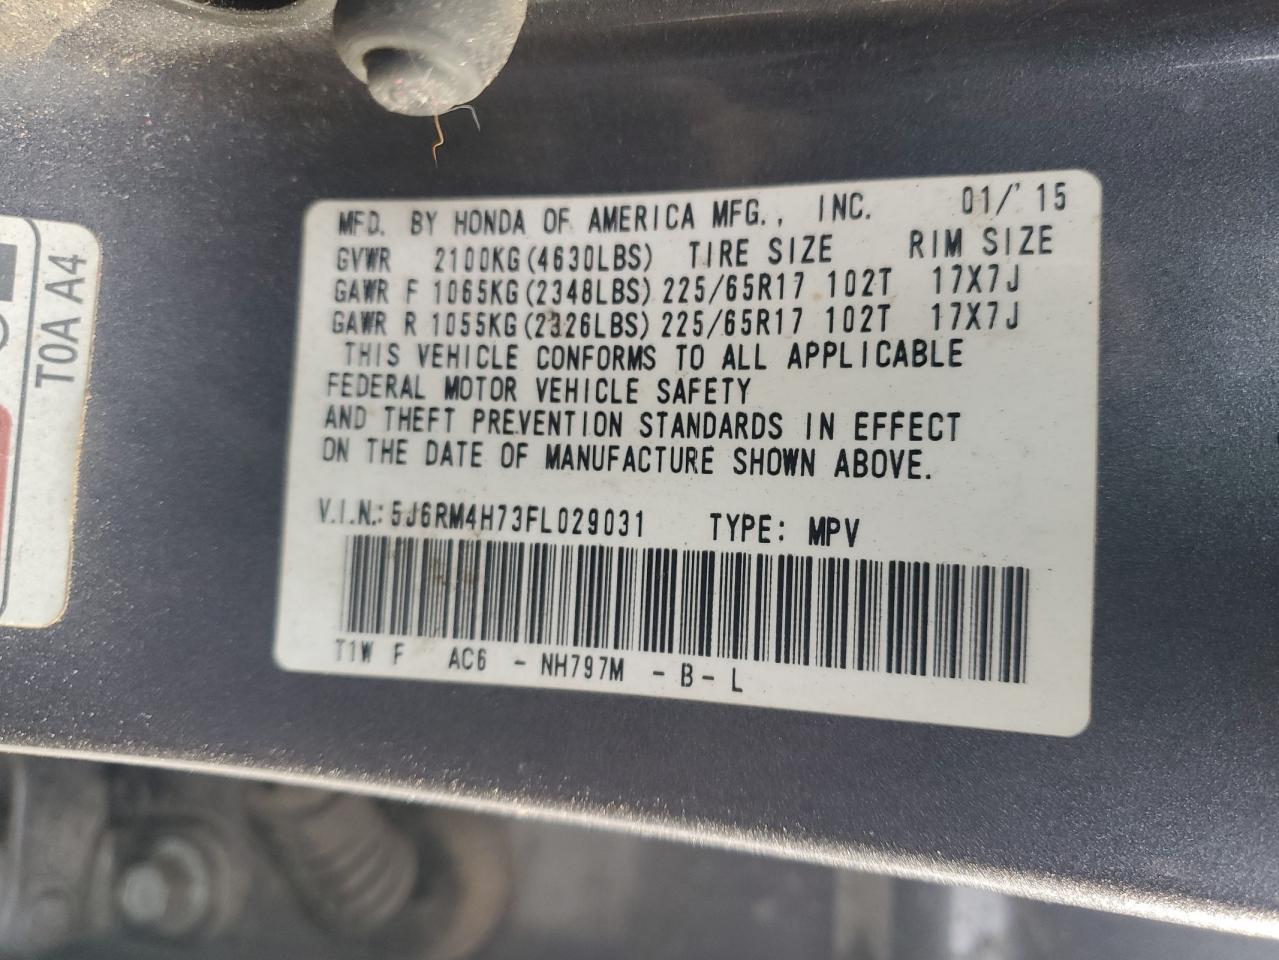 MFD. BY HONDA OF AMERICA MFG., INC. 01/'15
GVWR 2100KG(4630LBS) TIRE SIZE RIM SIZE
GAWR F 1065KG(2348LBS) 225/65R17 102T 17X7J
GAWR R 1055KG(2326LBS) 225/65R17 102T 17X7J
THIS VEHICLE CONFORMS TO ALL APPLICABLE
FEDERAL MOTOR VEHICLE SAFETY
AND THEFT PREVENTION STANDARDS IN EFFECT
ON THE DATE OF MANUFACTURE SHOWN ABOVE.
V.I.N.: 5J6RM4H73FL029031 TYPE: MPV
T1W F AC6 - NH797M - B - L
T0A A4